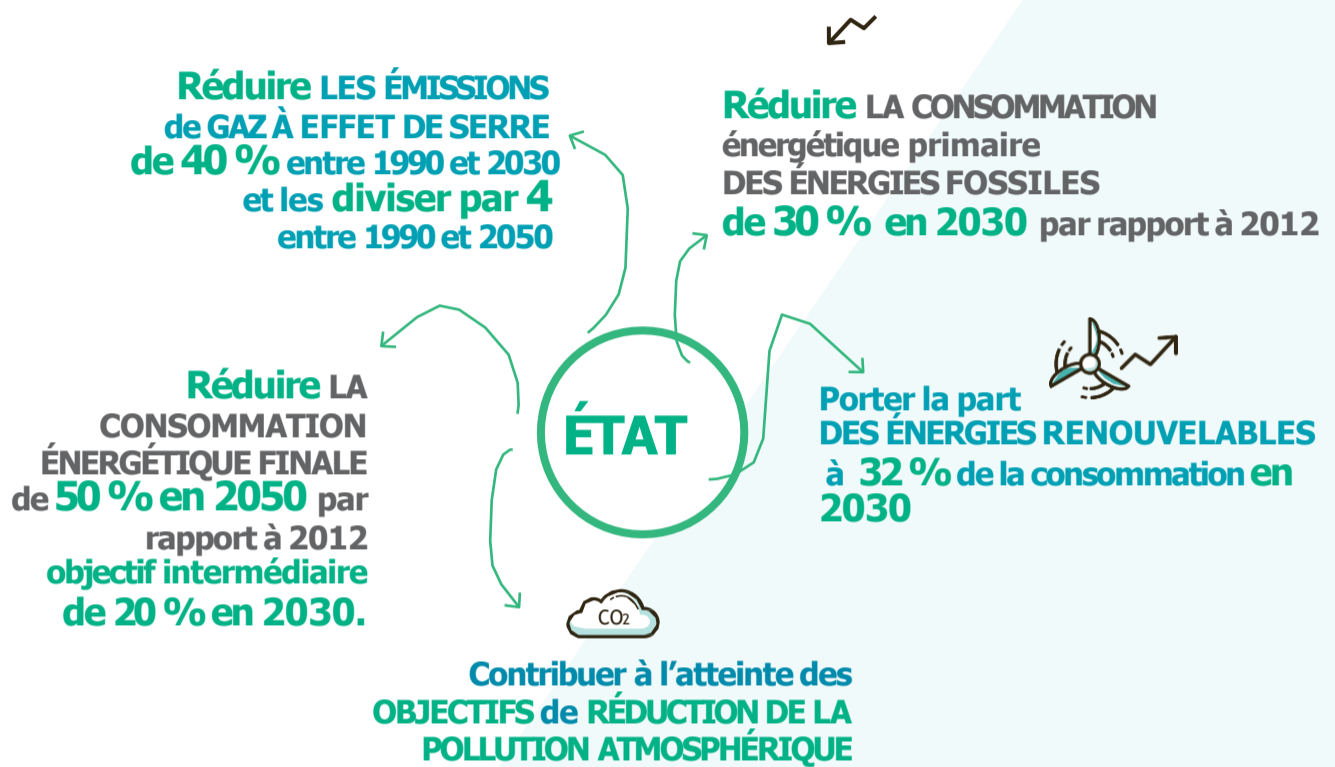 Réduire LES ÉMISSIONS
de GAZ À EFFET DE SERRE
de 40 % entre 1990 et 2030
et les diviser par 4
entre 1990 et 2050
Réduire LA CONSOMMATION
énergétique primaire
DES ÉNERGIES FOSSILES
de 30 % en 2030 par rapport à 2012
Réduire LA
CONSOMMATION
ÉNERGÉTIQUE FINALE
de 50 % en 2050 par
rapport à 2012
objectif intermédiaire
de 20 % en 2030.
ÉTAT
Porter la part
DES ÉNERGIES RENOUVELABLES
à 32 % de la consommation en
2030
CO₂
Contribuer à l’atteinte des
OBJECTIFS de RÉDUCTION DE LA
POLLUTION ATMOSPHÉRIQUE